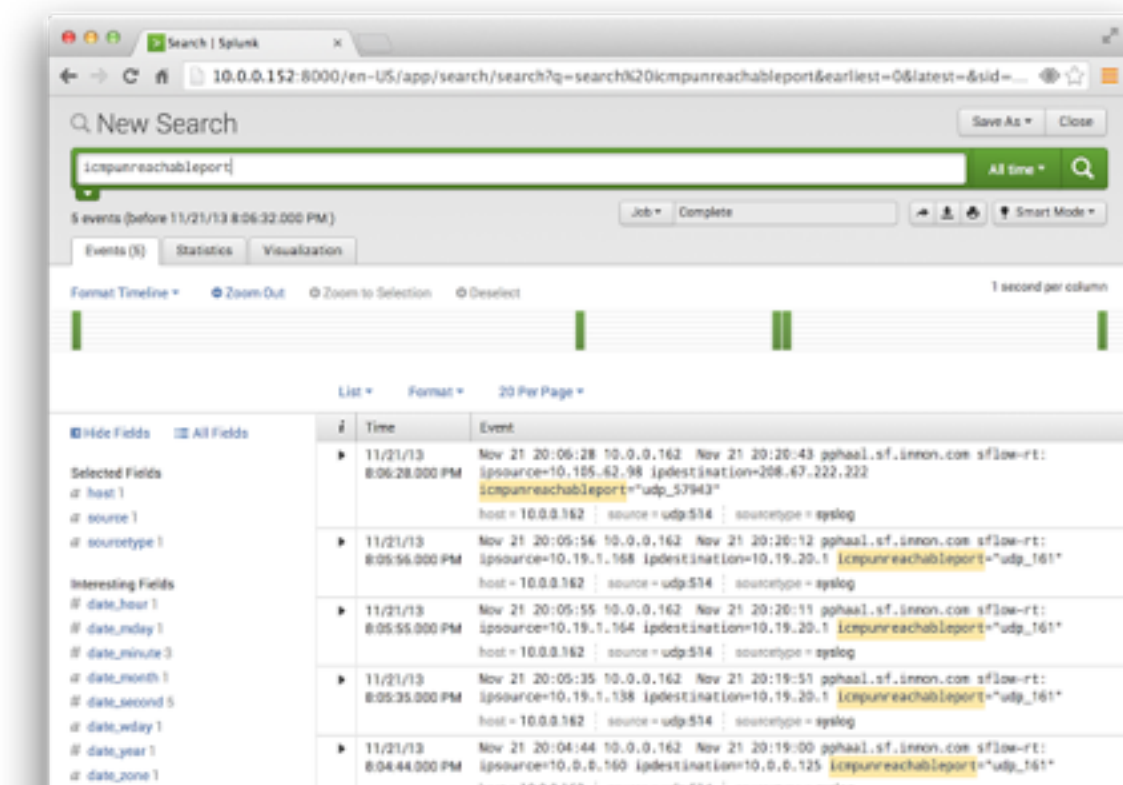 Search | Splunk
10.0.0.152:8000/en-US/app/search/search?q=search%20icmpunreachableport&earliest=0&latest=&sid=...
New Search
Save As
Close
icmpunreachableport
All time
5 events (before 11/21/13 8:06:32.000 PM)
Job
Complete
Smart Mode
Events (5)
Statistics
Visualization
Format Timeline
Zoom Out
Zoom to Selection
Deselect
1 second per column
List
Format
20 Per Page
Hide Fields
All Fields
Selected Fields
a host 1
a source 1
a sourcetype 1
Interesting Fields
# date_hour 1
# date_mday 1
# date_minute 3
a date_month 1
# date_second 5
a date_wday 1
# date_year 1
a date_zone 1
i Time Event
11/21/13
8:06:28.000 PM
Nov 21 20:06:28 10.0.0.162 Nov 21 20:20:43 pphaal.sf.inmon.com sflow-rt:
ipsource=10.105.62.98 ipdestination=208.67.222.222
icmpunreachableport="udp_57943"
host = 10.0.0.162 source = udp:514 sourcetype = syslog
11/21/13
8:05:56.000 PM
Nov 21 20:05:56 10.0.0.162 Nov 21 20:20:12 pphaal.sf.inmon.com sflow-rt:
ipsource=10.19.1.168 ipdestination=10.19.20.1 icmpunreachableport="udp_161"
host = 10.0.0.162 source = udp:514 sourcetype = syslog
11/21/13
8:05:55.000 PM
Nov 21 20:05:55 10.0.0.162 Nov 21 20:20:11 pphaal.sf.inmon.com sflow-rt:
ipsource=10.19.1.164 ipdestination=10.19.20.1 icmpunreachableport="udp_161"
host = 10.0.0.162 source = udp:514 sourcetype = syslog
11/21/13
8:05:35.000 PM
Nov 21 20:05:35 10.0.0.162 Nov 21 20:19:51 pphaal.sf.inmon.com sflow-rt:
ipsource=10.19.1.138 ipdestination=10.19.20.1 icmpunreachableport="udp_161"
host = 10.0.0.162 source = udp:514 sourcetype = syslog
11/21/13
8:04:44.000 PM
Nov 21 20:04:44 10.0.0.162 Nov 21 20:19:00 pphaal.sf.inmon.com sflow-rt:
ipsource=10.0.0.160 ipdestination=10.0.0.125 icmpunreachableport="udp_161"